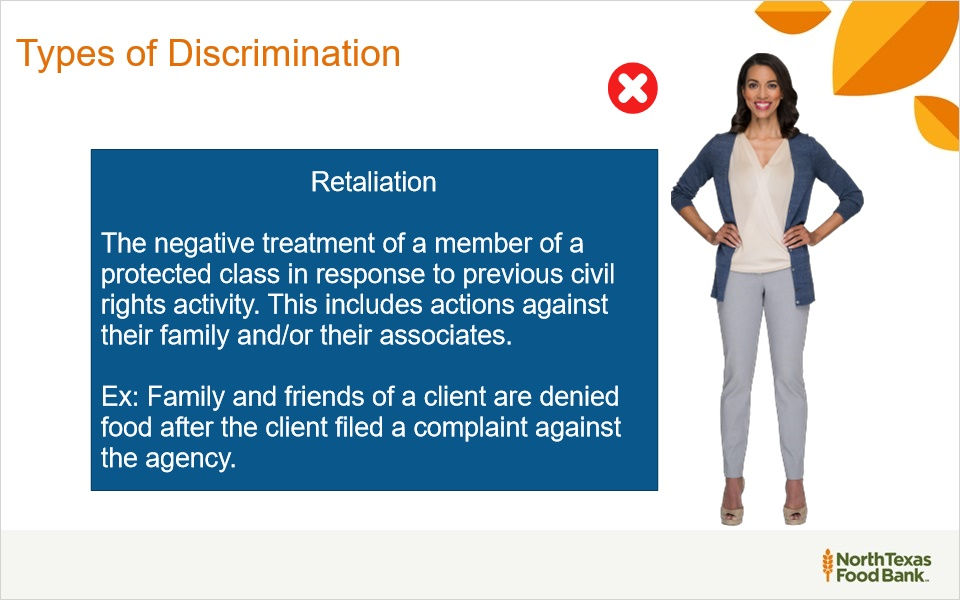 Types of Discrimination
Retaliation
The negative treatment of a member of a
protected class in response to previous civil
rights activity. This includes actions against
their family and/or their associates.
Ex: Family and friends of a client are denied
food after the client filed a complaint against
the agency.
NorthTexas
Food Bank